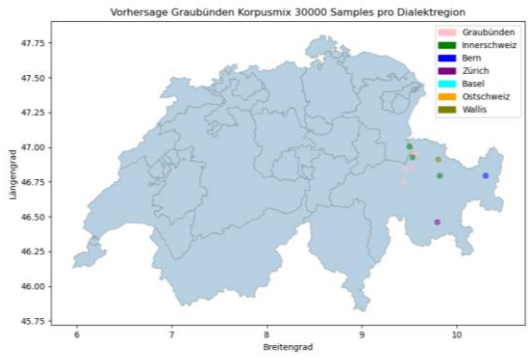 Vorhersage Graubünden Korpusmix 30000 Samples pro Dialektregion
Graubünden
Innerschweiz
Bern
Zürich
Basel
Ostschweiz
Wallis
47.75
47.50
47.25
47.00
46.75
46.50
46.25
46.00
45.75
Längengrad
6
7
8
9
10
Breitengrad